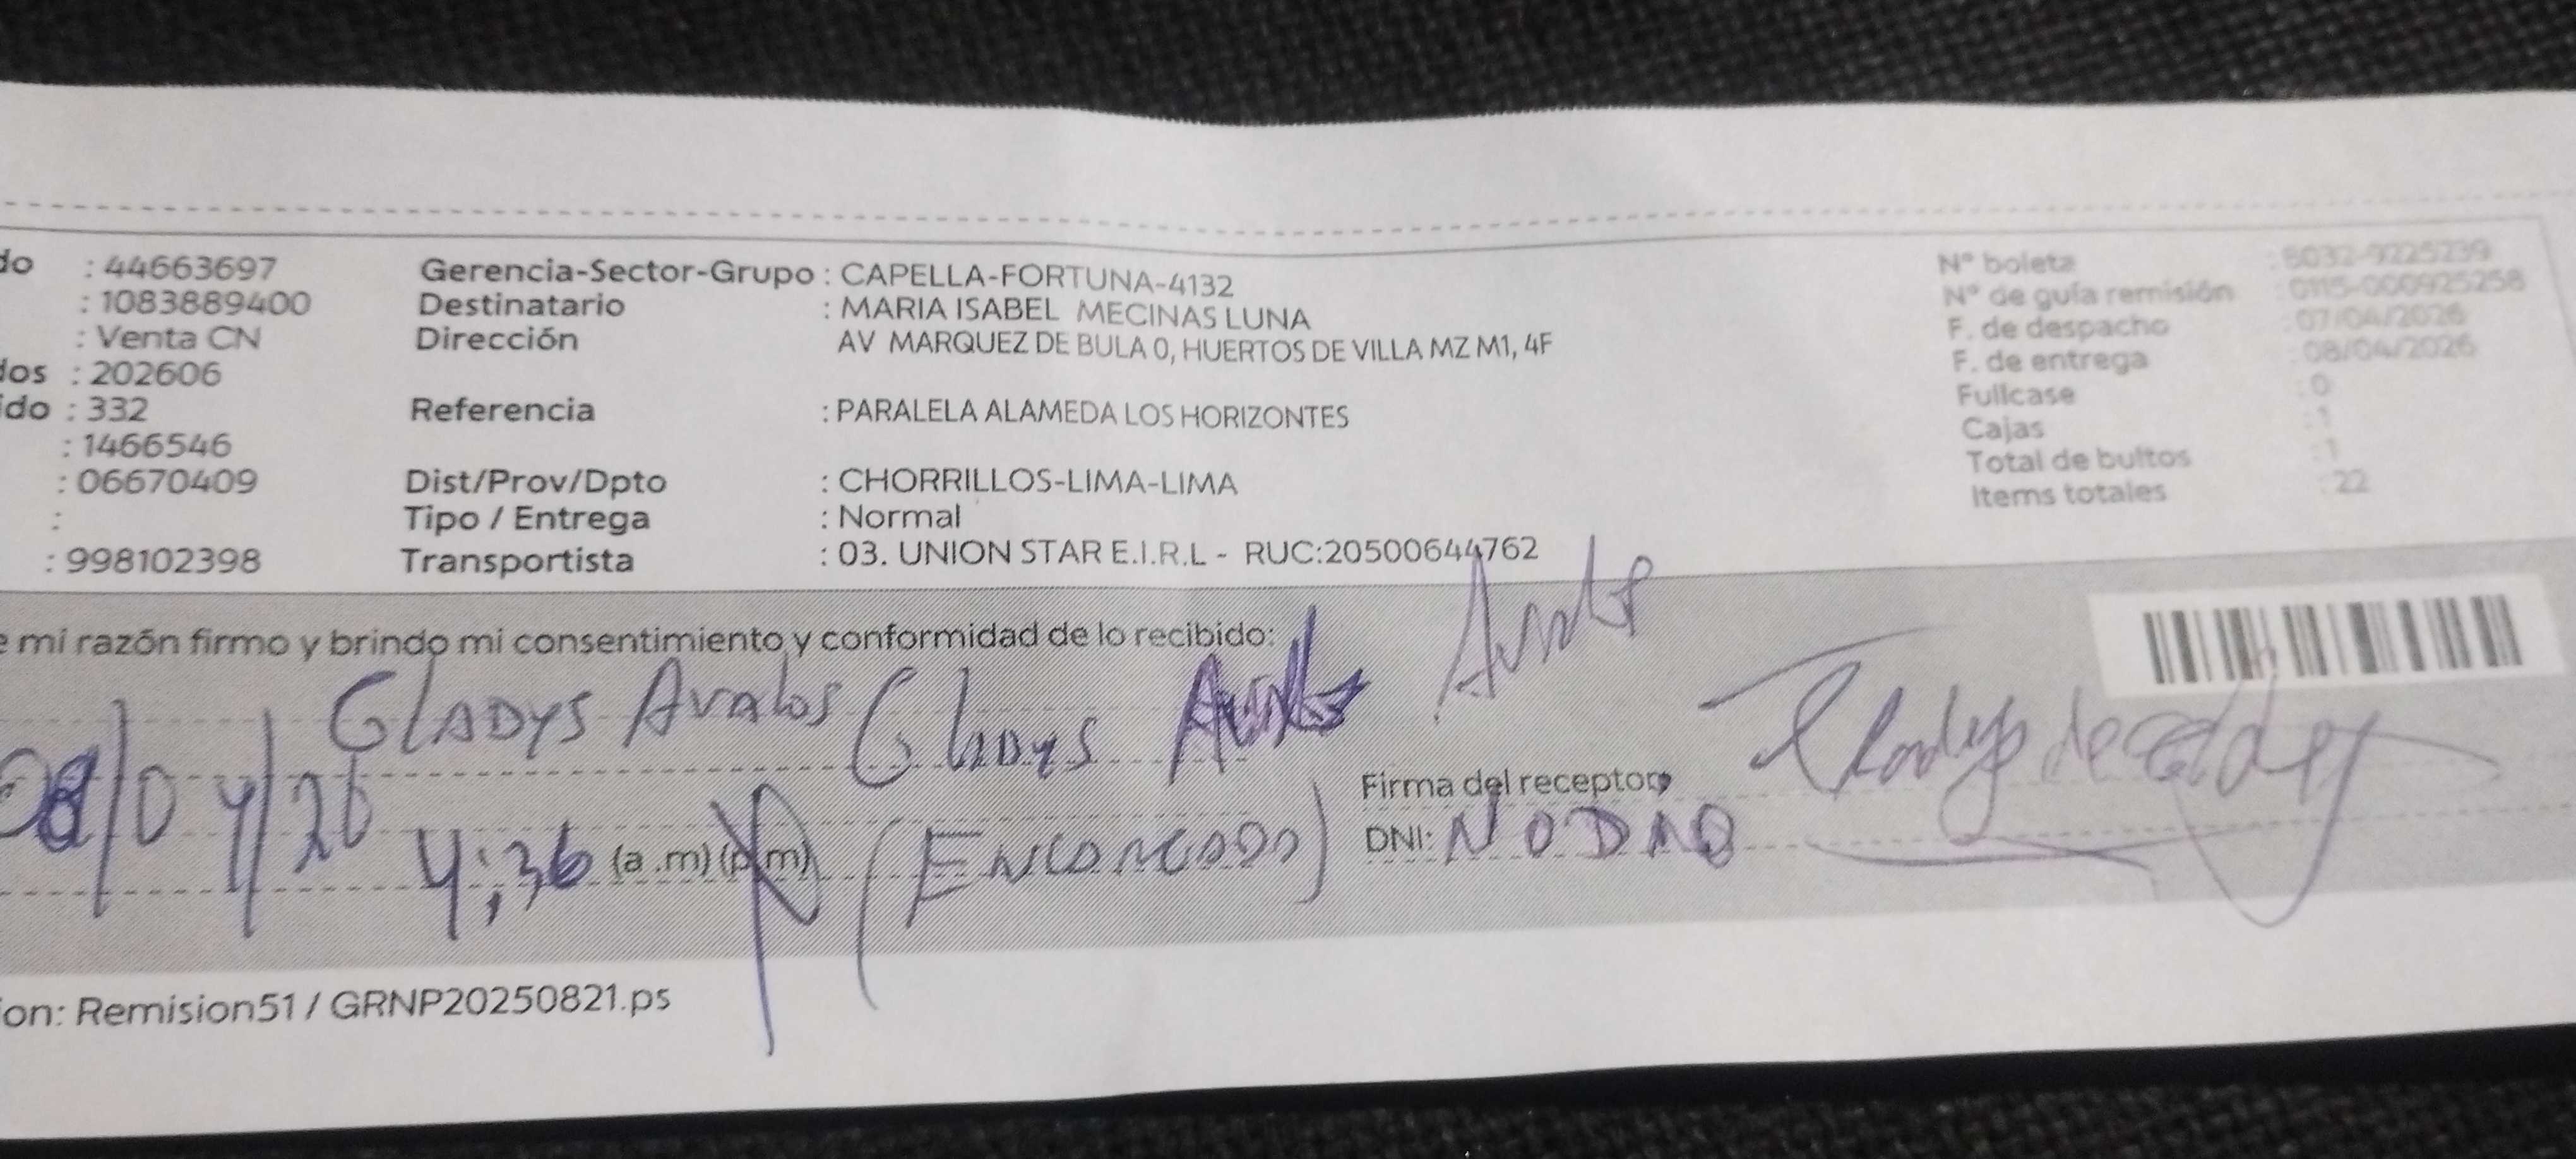 do : 44663697 Gerencia-Sector-Grupo : CAPELLA-FORTUNA-4132 N° boleta
: 1083889400 Destinatario : MARIA ISABEL MECINAS LUNA N° de guía remisión : 0115-000925258
: Venta CN Dirección AV MARQUEZ DE BULA 0, HUERTOS DE VILLA MZ M1, 4F F. de despacho : 07/04/2026
dos : 202606 F. de entrega : 08/04/2026
ido : 332 Referencia : PARALELA ALAMEDA LOS HORIZONTES Fullcase : 0
: 1466546 Cajas : 1
: 06670409 Dist/Prov/Dpto : CHORRILLOS-LIMA-LIMA Total de bultos : 1
: Tipo / Entrega : Normal Items totales : 22
: 998102398 Transportista : 03. UNION STAR E.I.R.L - RUC:20500644762
e mi razón firmo y brindo mi consentimiento y conformidad de lo recibido:
GLADYS Avalos Gladys
08/04/26 4:36 (a .m) (p.m) (ENCARGADO) Firma del receptor
DNI: NO DNO
ion: Remision51 / GRNP20250821.ps